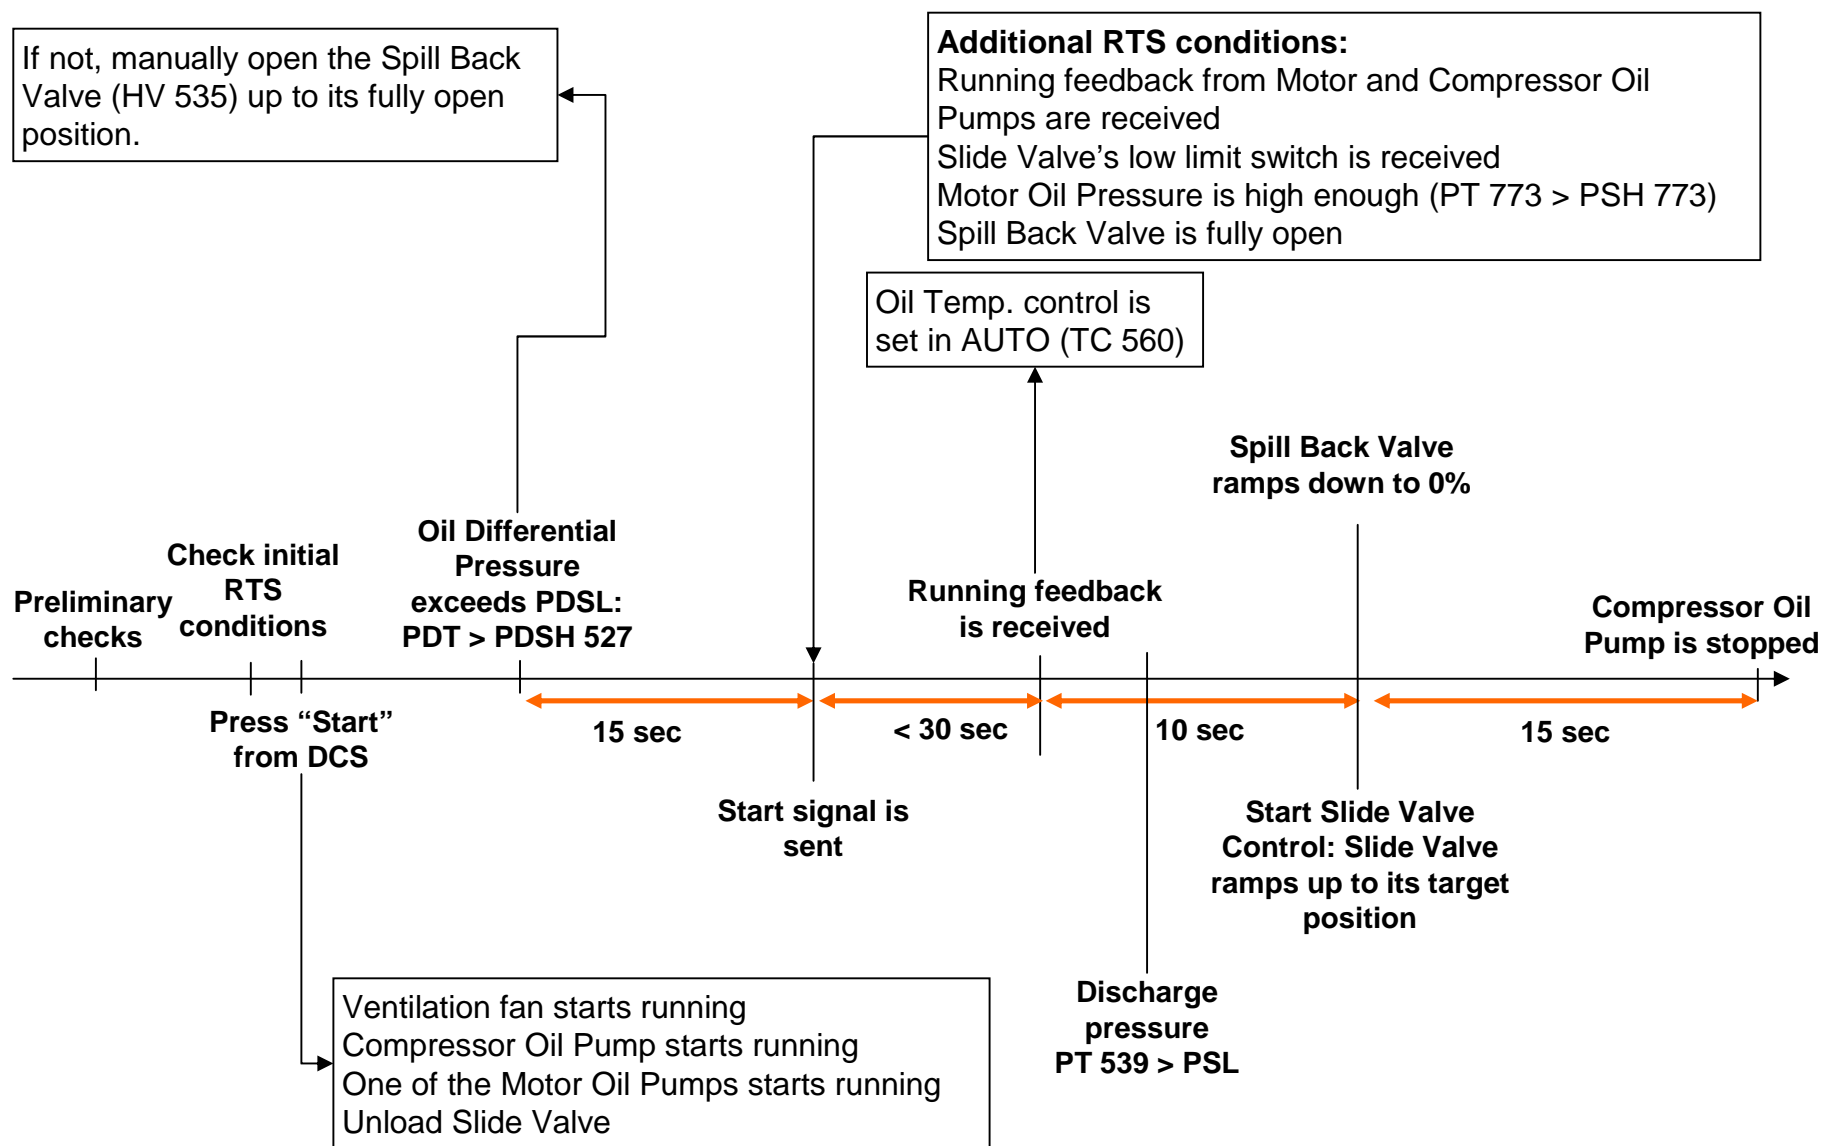 If not, manually open the Spill Back
Valve (HV 535) up to its fully open
position.
Additional RTS conditions:
Running feedback from Motor and Compressor Oil
Pumps are received
Slide Valve's low limit switch is received
Motor Oil Pressure is high enough (PT 773 > PSH 773)
Spill Back Valve is fully open
Oil Temp. control is
set in AUTO (TC 560)
Preliminary
checks
Check initial
RTS
conditions
Oil Differential
Pressure
exceeds PDSL:
PDT > PDSH 527
Running feedback
is received
Spill Back Valve
ramps down to 0%
Compressor Oil
Pump is stopped
Press “Start”
from DCS
15 sec
< 30 sec
10 sec
15 sec
Start signal is
sent
Start Slide Valve
Control: Slide Valve
ramps up to its target
position
Discharge
pressure
PT 539 > PSL
Ventilation fan starts running
Compressor Oil Pump starts running
One of the Motor Oil Pumps starts running
Unload Slide Valve